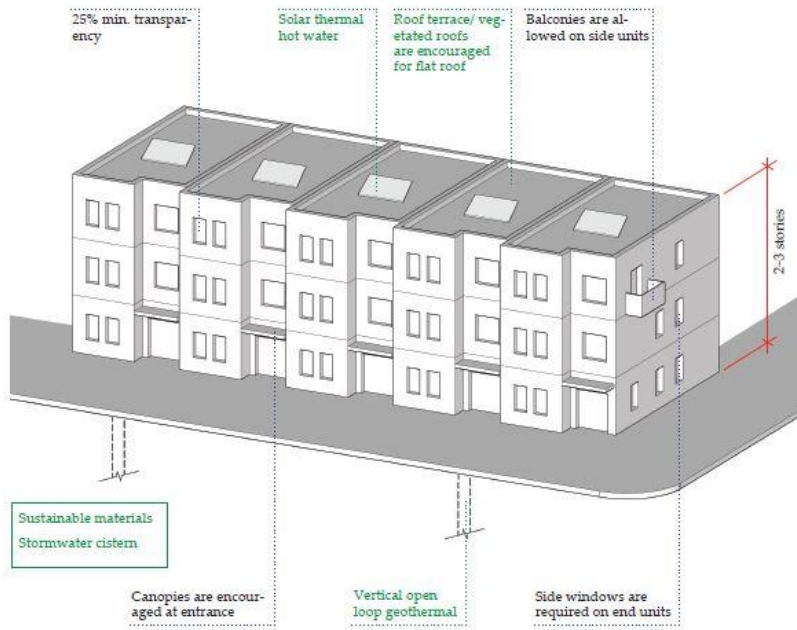 25% min. transpar-
ency
Solar thermal
hot water
Roof terrace/ veg-
etated roofs
are encouraged
for flat roof
Balconies are al-
lowed on side units
2-3 stories
Sustainable materials
Stormwater cistern
Canopies are encour-
aged at entrance
Vertical open
loop geothermal
Side windows are
required on end units